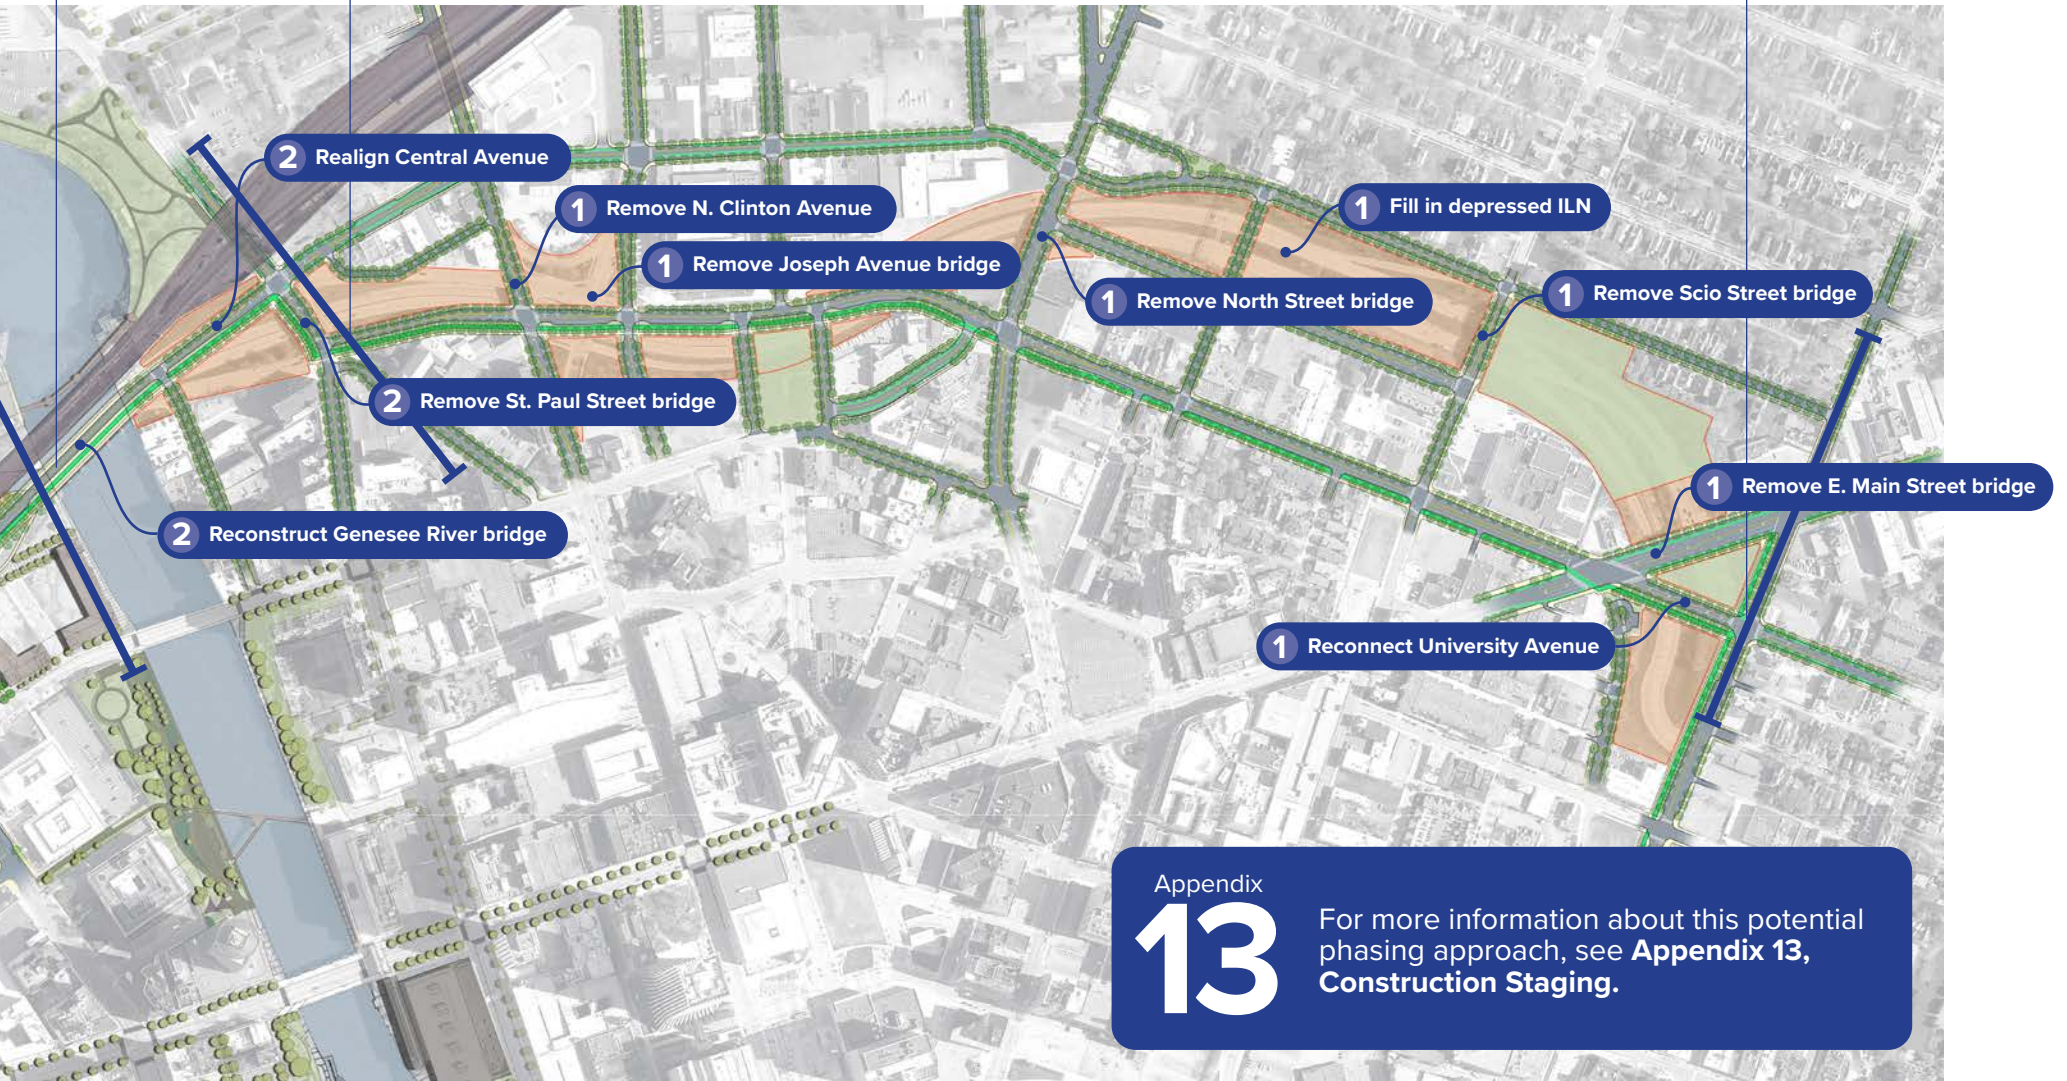 2 Realign Central Avenue
1 Remove N. Clinton Avenue
1 Fill in depressed ILN
1 Remove Joseph Avenue bridge
1 Remove North Street bridge
1 Remove Scio Street bridge
2 Remove St. Paul Street bridge
1 Remove E. Main Street bridge
2 Reconstruct Genesee River bridge
1 Reconnect University Avenue
Appendix
13
For more information about this potential
phasing approach, see Appendix 13,
Construction Staging.